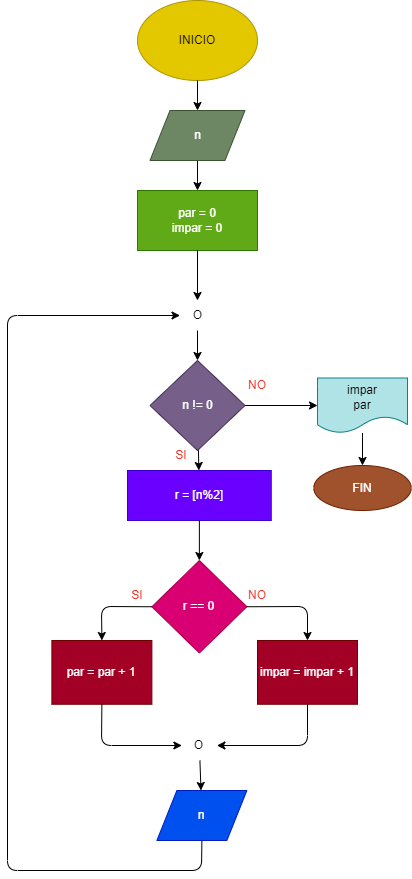 INICIO
n
par = 0
impar = 0
O
n != 0
NO
impar
par
SI
FIN
r = [n%2]
SI
r == 0
NO
par = par + 1
impar = impar + 1
O
n